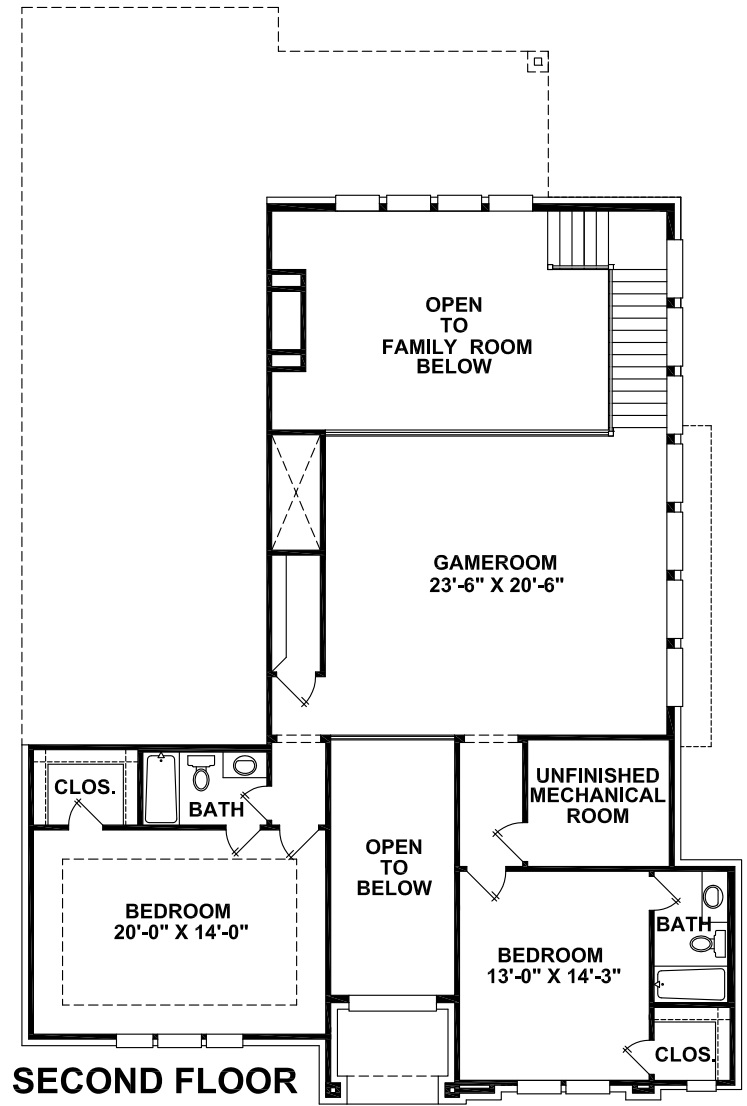 OPEN
TO
FAMILY ROOM
BELOW
GAMEROOM
23'-6" X 20'-6"
CLOS.
BATH
UNFINISHED
MECHANICAL
ROOM
OPEN
TO
BELOW
BEDROOM
20'-0" X 14'-0"
BATH
BEDROOM
13'-0" X 14'-3"
CLOS.
SECOND FLOOR